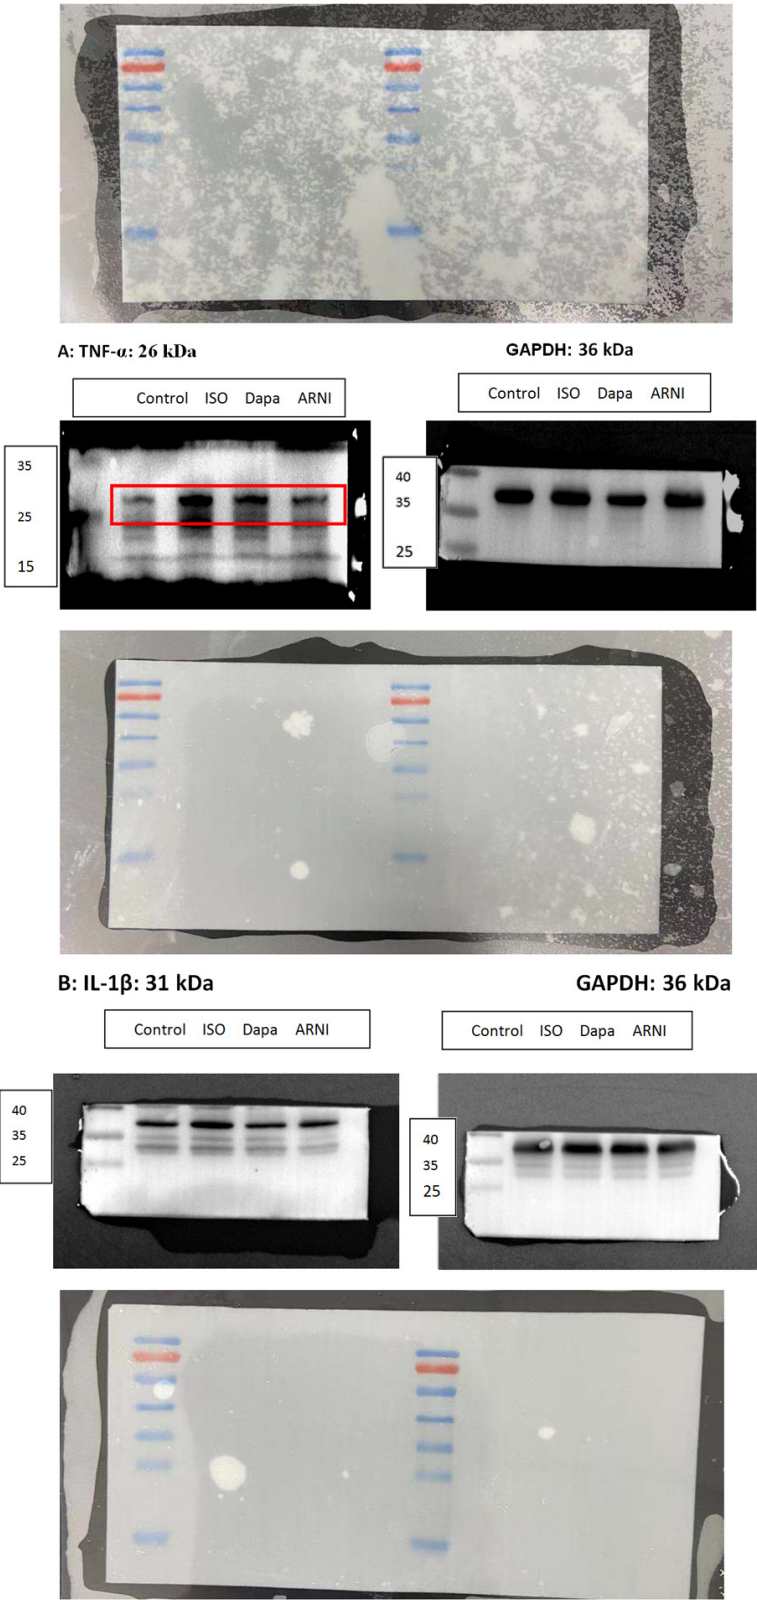 A: TNF-α: 26 kDa
GAPDH: 36 kDa
Control ISO Dapa ARNI
Control ISO Dapa ARNI
35
25
15
40
35
25
B: IL-1β: 31 kDa
GAPDH: 36 kDa
Control ISO Dapa ARNI
Control ISO Dapa ARNI
40
35
25
40
35
25